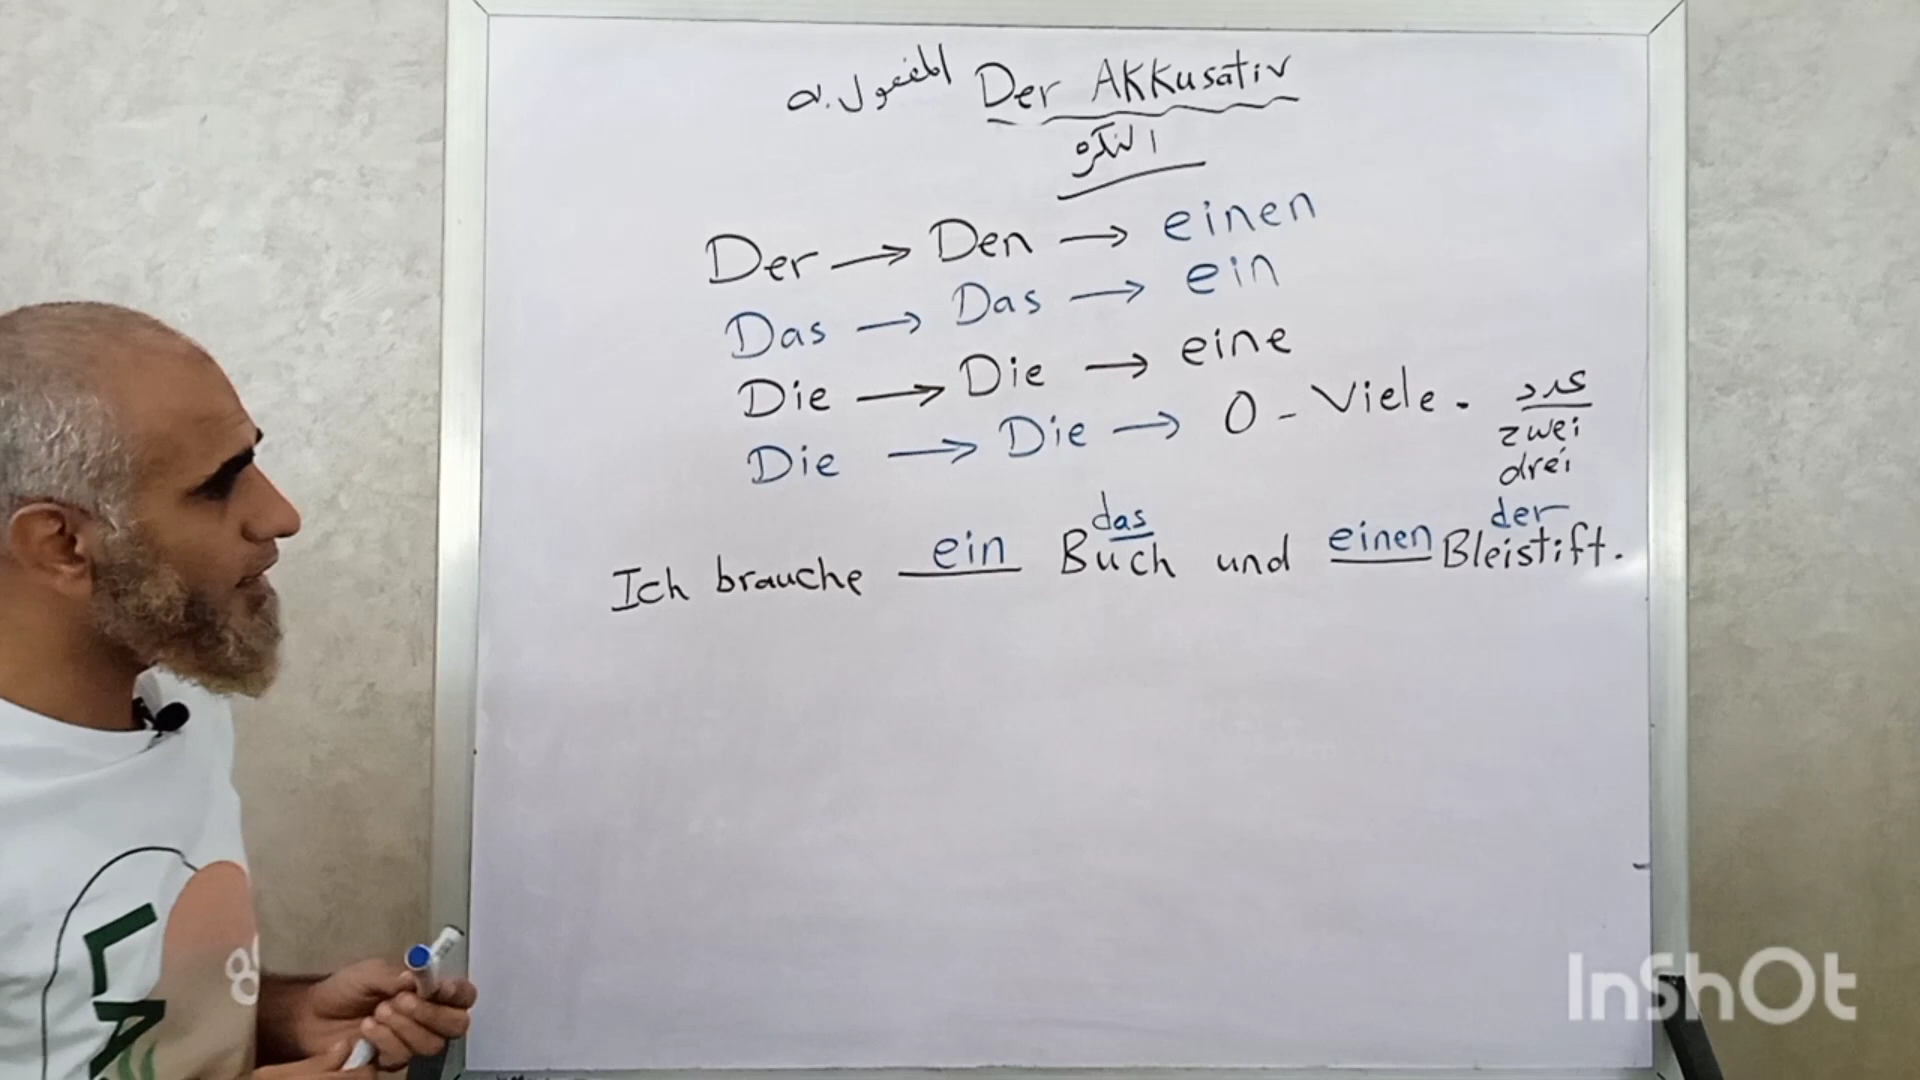 Der Akkusativ المفعول به
النكرة
Der → Den → einen
Das → Das → ein
Die → Die → eine
Die → Die → 0 - Viele . عدد
zwei
drei
das der
Ich brauche ein Buch und einen Bleistift.
InShOt